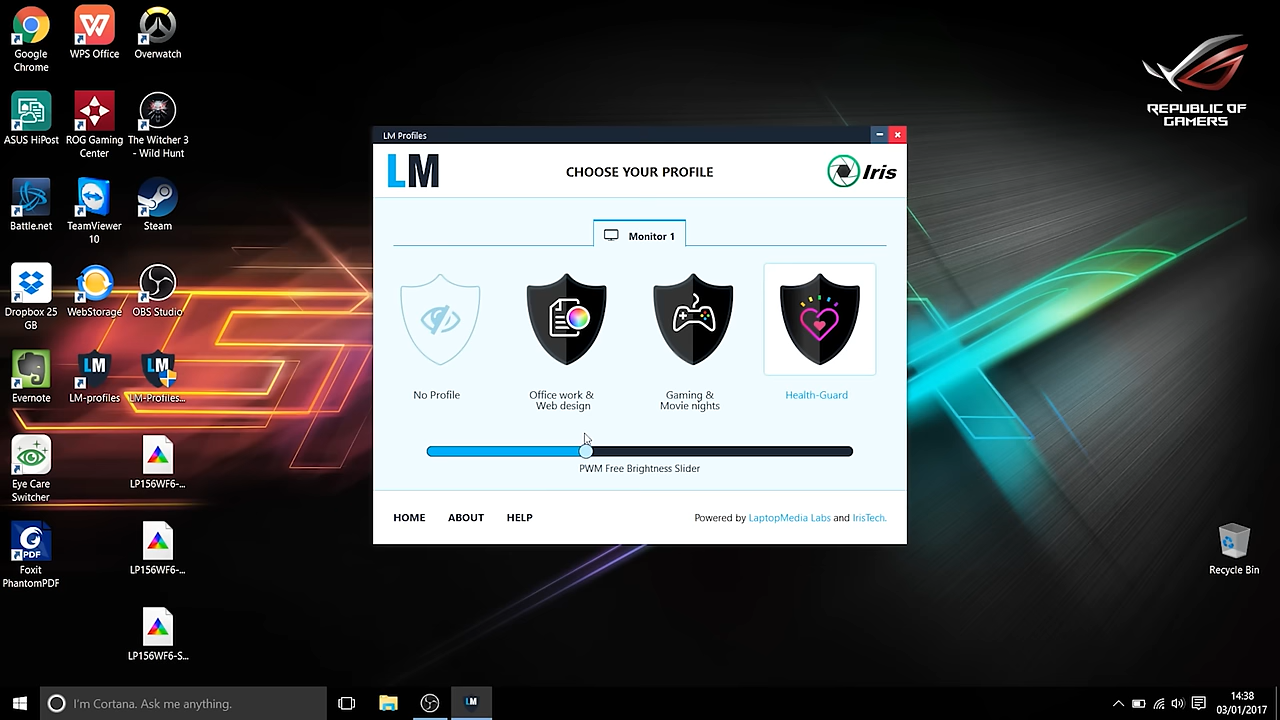 Google
Chrome
WPS Office
Overwatch
ASUS HiPost
ROG Gaming
Center
The Witcher 3
- Wild Hunt
Battle.net
TeamViewer
10
Steam
Dropbox 25
GB
WebStorage
OBS Studio
Evernote
LM
LM-profiles
LM
LM-Profiles...
Eye Care
Switcher
LP156WF6-...
PDF
Foxit
PhantomPDF
LP156WF6-...
LP156WF6-S...
REPUBLIC OF
GAMERS
Recycle Bin
LM Profiles
LM
CHOOSE YOUR PROFILE
Iris
Monitor 1
No Profile
Office work &
Web design
Gaming &
Movie nights
Health-Guard
PWM Free Brightness Slider
HOME
ABOUT
HELP
Powered by LaptopMedia Labs and IrisTech.
I'm Cortana. Ask me anything.
LM
14:38
03/01/2017